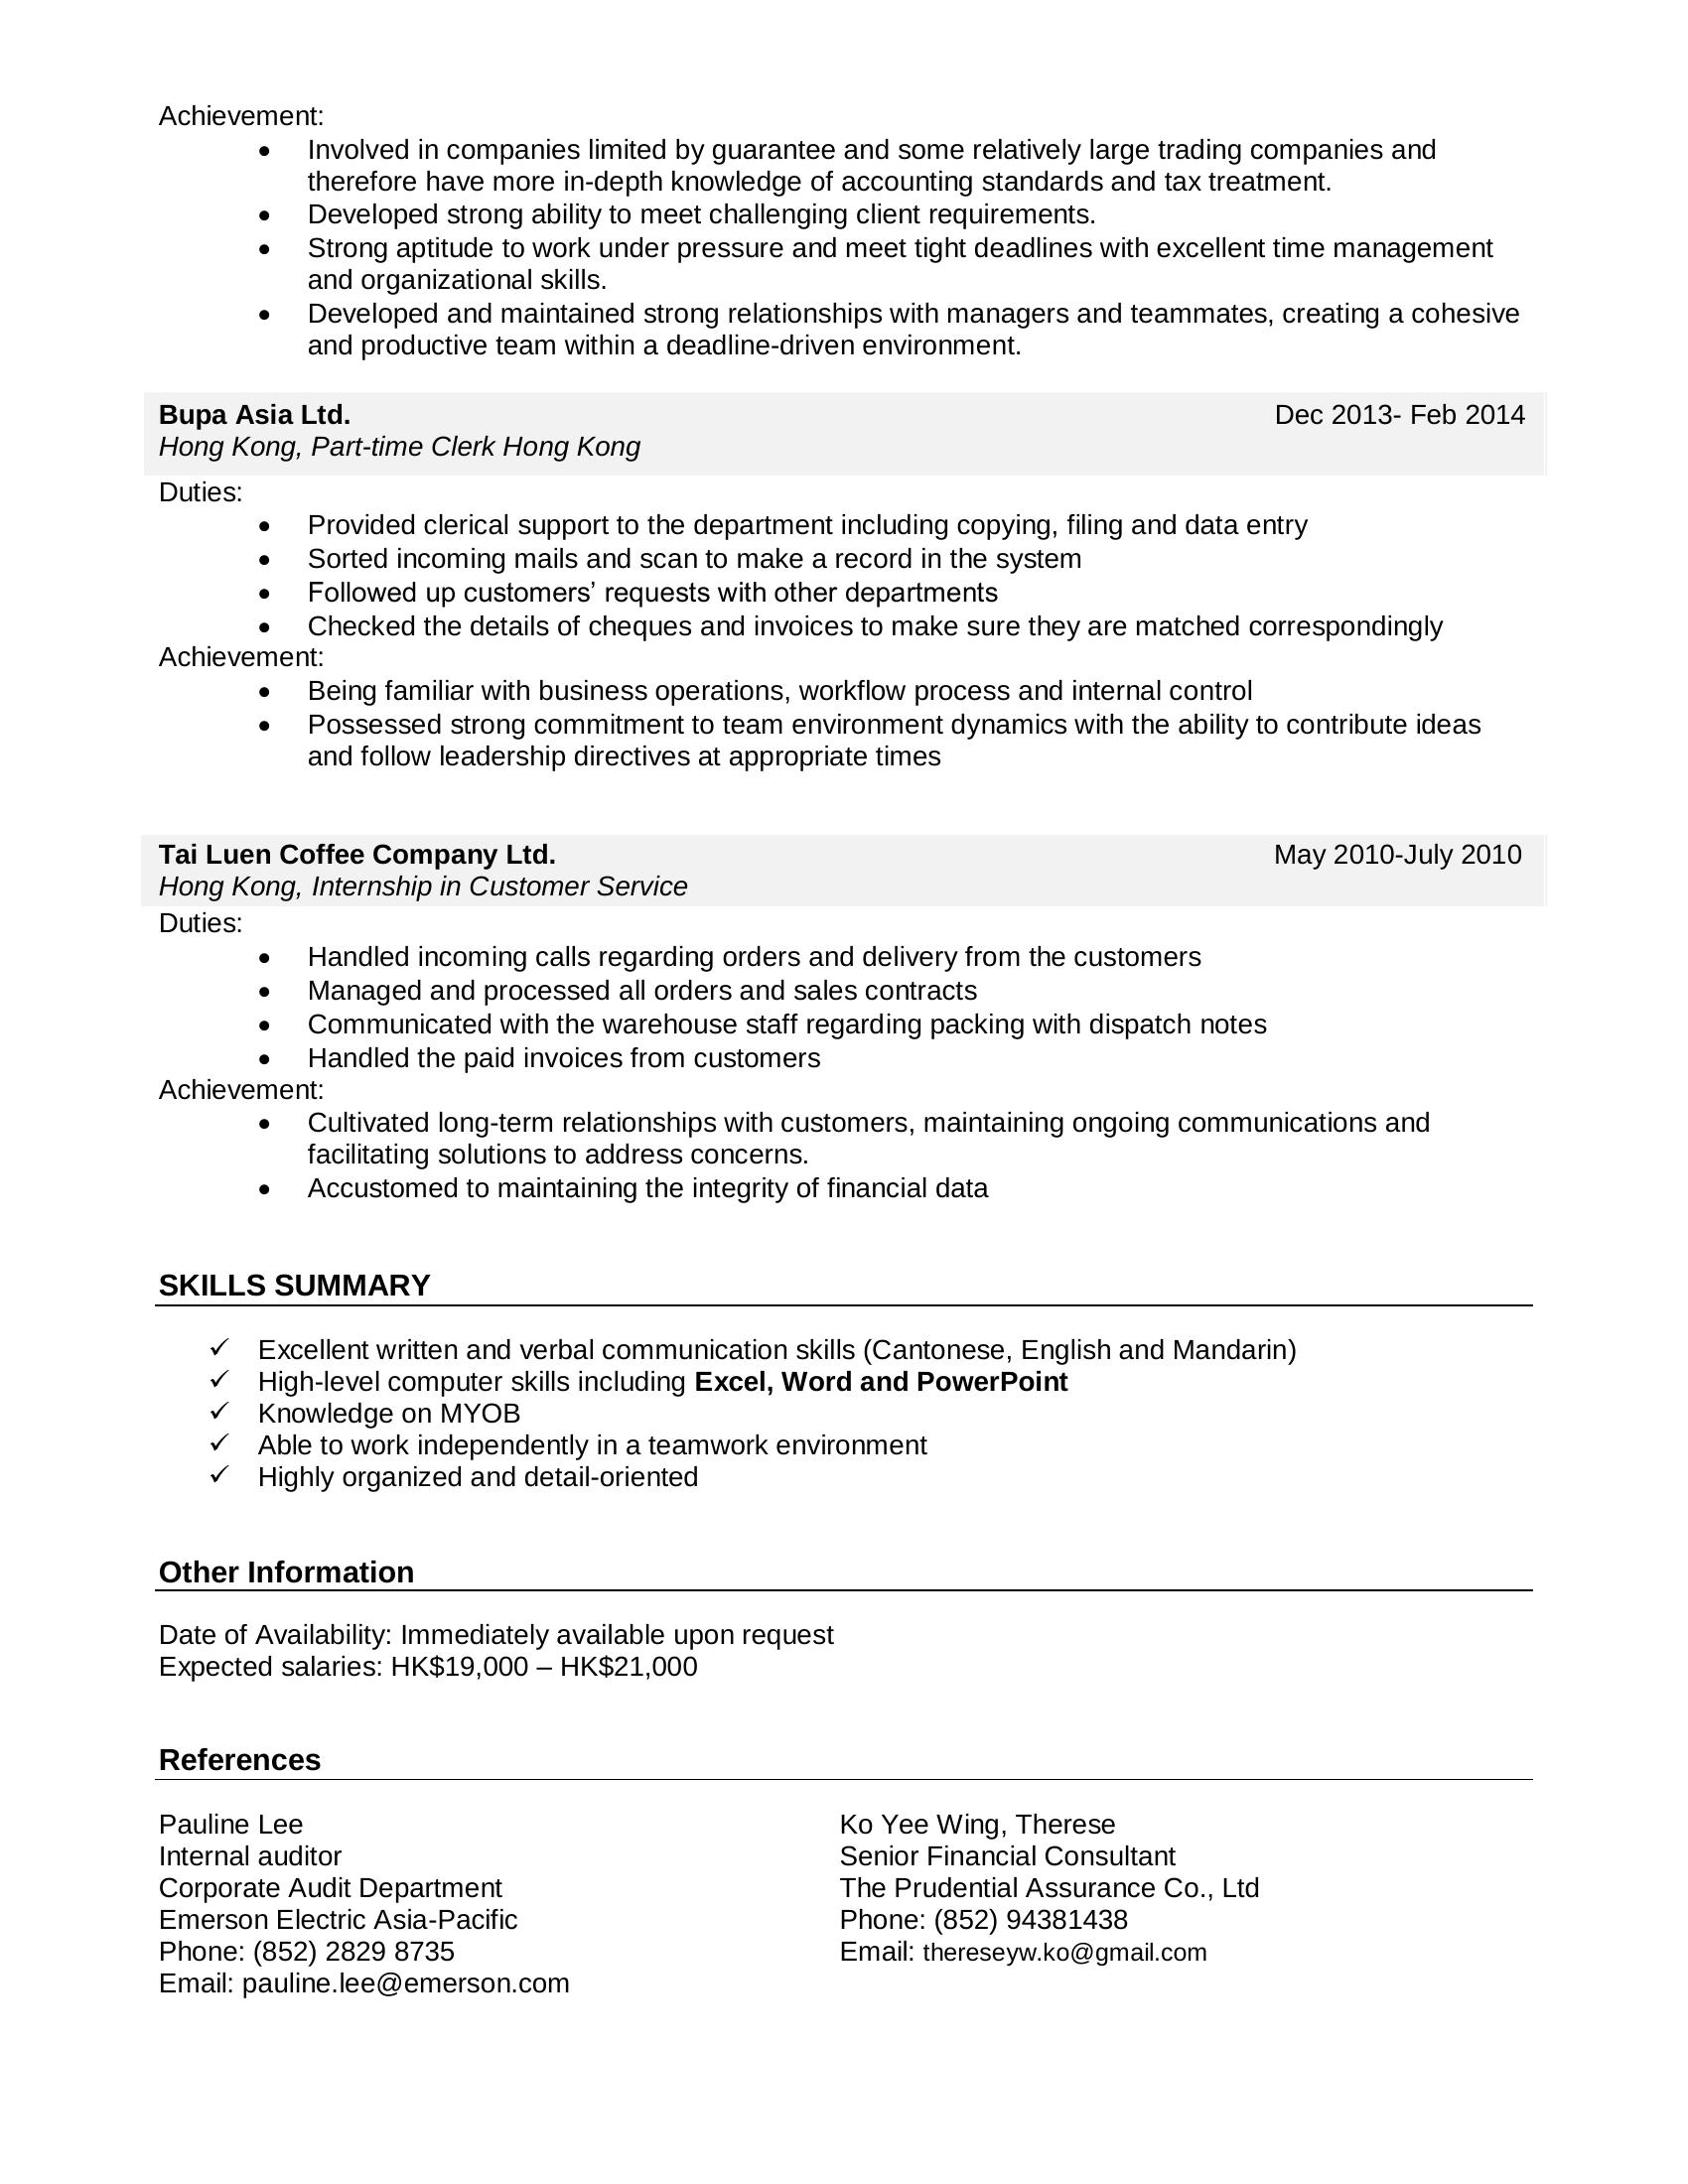 Achievement:
• Involved in companies limited by guarantee and some relatively large trading companies and
therefore have more in-depth knowledge of accounting standards and tax treatment.
• Developed strong ability to meet challenging client requirements.
• Strong aptitude to work under pressure and meet tight deadlines with excellent time management
and organizational skills.
• Developed and maintained strong relationships with managers and teammates, creating a cohesive
and productive team within a deadline-driven environment.
Bupa Asia Ltd. Dec 2013- Feb 2014
Hong Kong, Part-time Clerk Hong Kong
Duties:
• Provided clerical support to the department including copying, filing and data entry
• Sorted incoming mails and scan to make a record in the system
• Followed up customers’ requests with other departments
• Checked the details of cheques and invoices to make sure they are matched correspondingly
Achievement:
• Being familiar with business operations, workflow process and internal control
• Possessed strong commitment to team environment dynamics with the ability to contribute ideas
and follow leadership directives at appropriate times
Tai Luen Coffee Company Ltd. May 2010-July 2010
Hong Kong, Internship in Customer Service
Duties:
• Handled incoming calls regarding orders and delivery from the customers
• Managed and processed all orders and sales contracts
• Communicated with the warehouse staff regarding packing with dispatch notes
• Handled the paid invoices from customers
Achievement:
• Cultivated long-term relationships with customers, maintaining ongoing communications and
facilitating solutions to address concerns.
• Accustomed to maintaining the integrity of financial data
SKILLS SUMMARY
✓ Excellent written and verbal communication skills (Cantonese, English and Mandarin)
✓ High-level computer skills including Excel, Word and PowerPoint
✓ Knowledge on MYOB
✓ Able to work independently in a teamwork environment
✓ Highly organized and detail-oriented
Other Information
Date of Availability: Immediately available upon request
Expected salaries: HK$19,000 – HK$21,000
References
Pauline Lee
Internal auditor
Corporate Audit Department
Emerson Electric Asia-Pacific
Phone: (852) 2829 8735
Email: pauline.lee@emerson.com
Ko Yee Wing, Therese
Senior Financial Consultant
The Prudential Assurance Co., Ltd
Phone: (852) 94381438
Email: thereseyw.ko@gmail.com